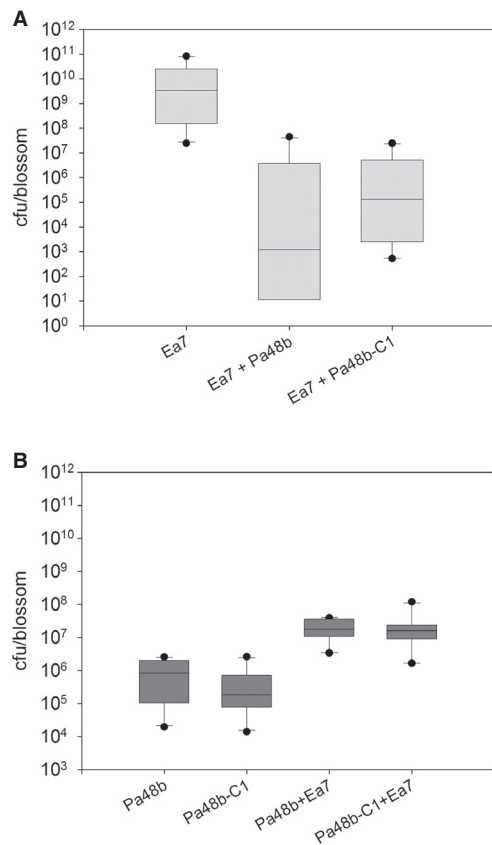 A
10¹²
10¹¹
10¹⁰
10⁹
10⁸
10⁷
10⁶
10⁵
10⁴
10³
10²
10¹
10⁰
cfu/blossom
Ea7
Ea7 + Pa48b
Ea7 + Pa48b-C1
B
10¹²
10¹¹
10¹⁰
10⁹
10⁸
10⁷
10⁶
10⁵
10⁴
10³
cfu/blossom
Pa48b
Pa48b-C1
Pa48b+Ea7
Pa48b-C1+Ea7